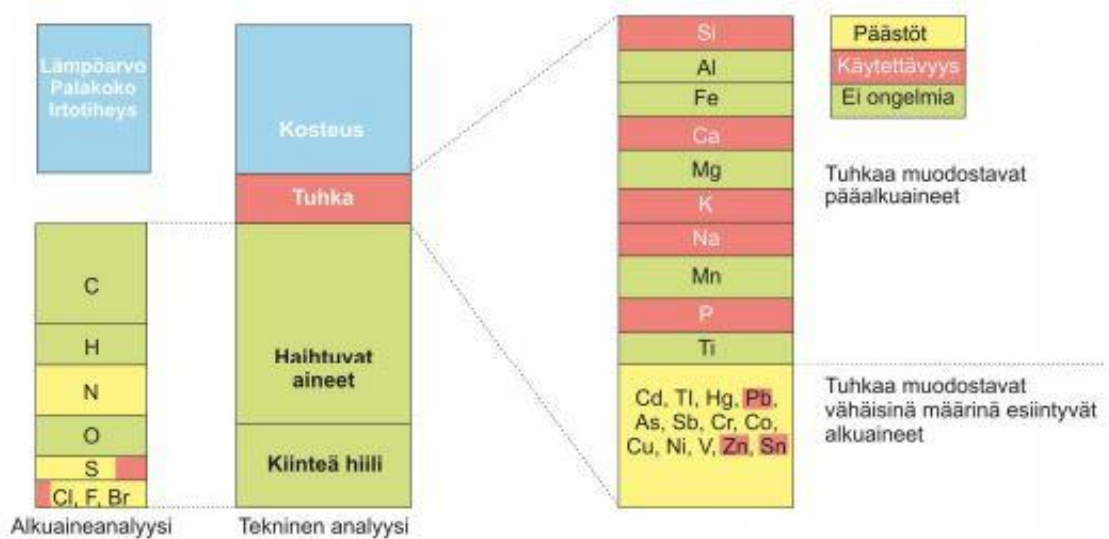 Lämpöarvo
Palakoko
Irtotiheys
C
H
N
O
S
Cl, F, Br
Alkuaineanalyysi
Kosteus
Tuhka
Haihtuvat
aineet
Kiinteä hiili
Tekninen analyysi
Si
Al
Fe
Ca
Mg
K
Na
Mn
P
Ti
Cd, Tl, Hg, Pb,
As, Sb, Cr, Co,
Cu, Ni, V, Zn, Sn
Päästöt
Käytettävyys
Ei ongelmia
Tuhkaa muodostavat
pääalkuaineet
Tuhkaa muodostavat
vähäisinä määrinä esiintyvät
alkuaineet